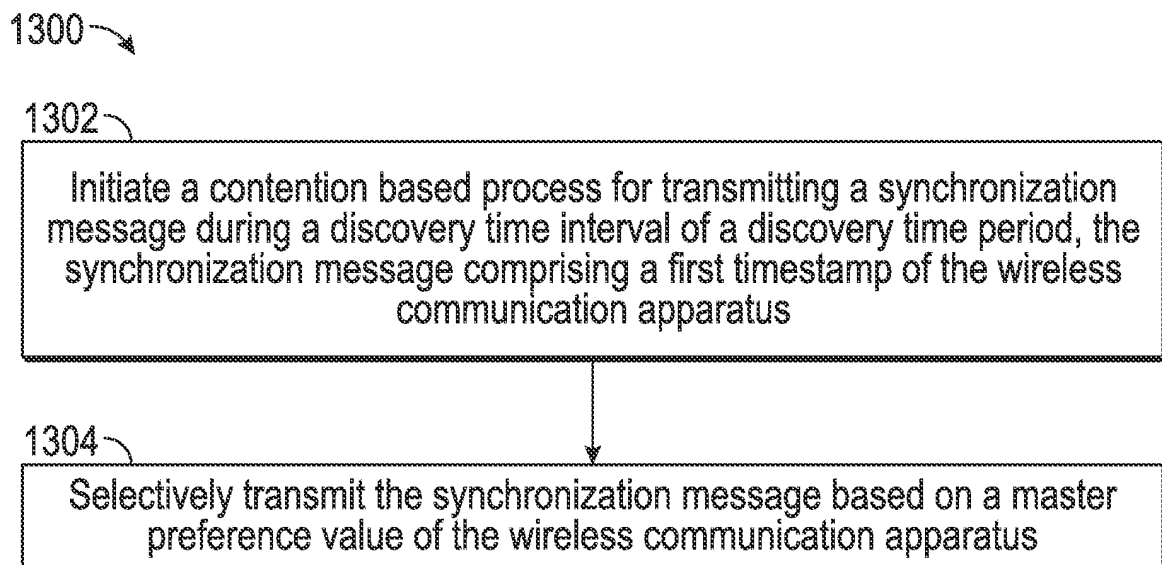 1300
1302
Initiate a contention based process for transmitting a synchronization
message during a discovery time interval of a discovery time period, the
synchronization message comprising a first timestamp of the wireless
communication apparatus
1304
Selectively transmit the synchronization message based on a master
preference value of the wireless communication apparatus